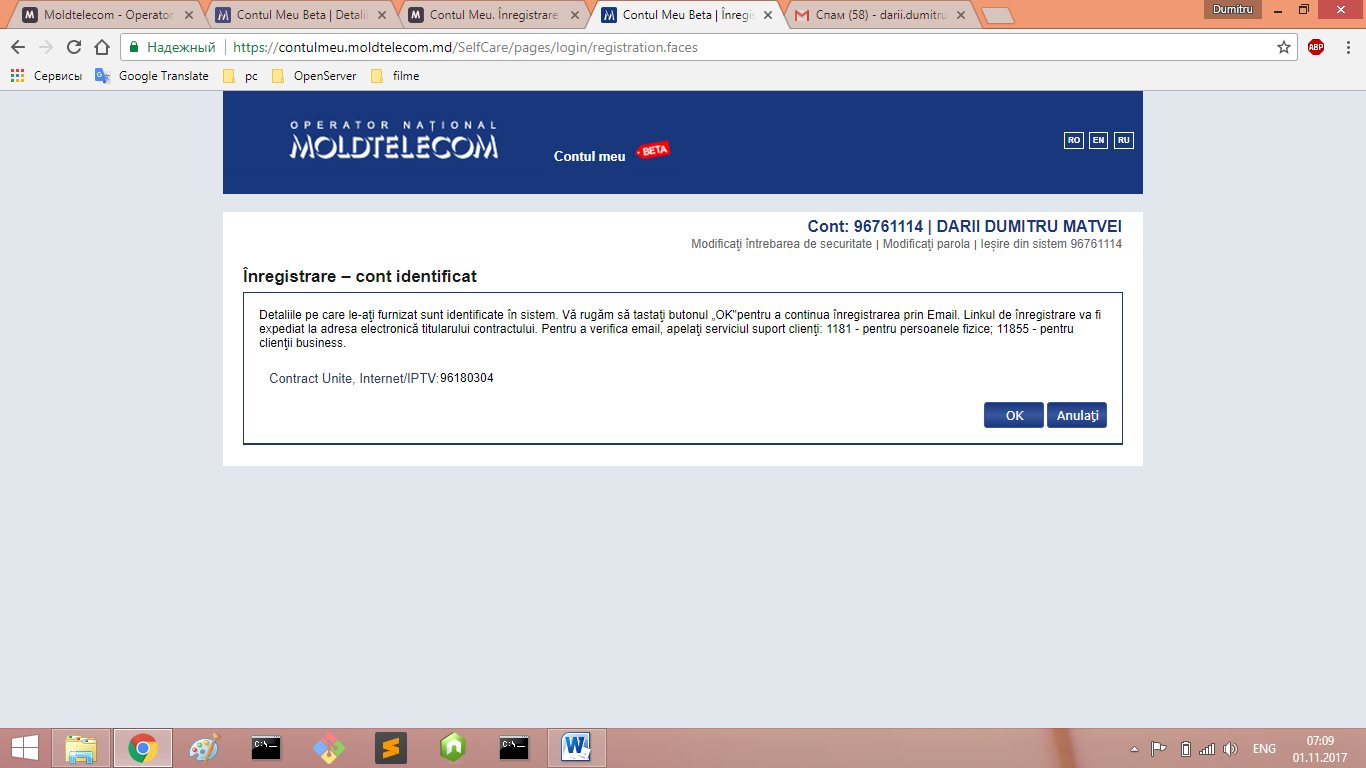 Moldtelecom - Operator
Contul Meu Beta | Detalii
Contul Meu. Înregistrare
Contul Meu Beta | Înregis
Спам (58) - darii.dumitru
Dumitru
Надежный
https://contulmeu.moldtelecom.md/SelfCare/pages/login/registration.faces
ABP
Сервисы
Google Translate
pc
OpenServer
filme
OPERATOR NAȚIONAL
MOLDTELECOM
Contul meu
BETA
RO EN RU
Cont: 96761114 | DARII DUMITRU MATVEI
Modificaţi întrebarea de securitate | Modificaţi parola | Ieșire din sistem 96761114
Înregistrare – cont identificat
Detaliile pe care le-aţi furnizat sunt identificate în sistem. Vă rugăm să tastaţi butonul „OK”pentru a continua înregistrarea prin Email. Linkul de înregistrare va fi
expediat la adresa electronică titularului contractului. Pentru a verifica email, apelaţi serviciul suport clienţi: 1181 - pentru persoanele fizice; 11855 - pentru
clienţii business.
Contract Unite, Internet/IPTV:96180304
OK
Anulaţi
ENG
07:09
01.11.2017